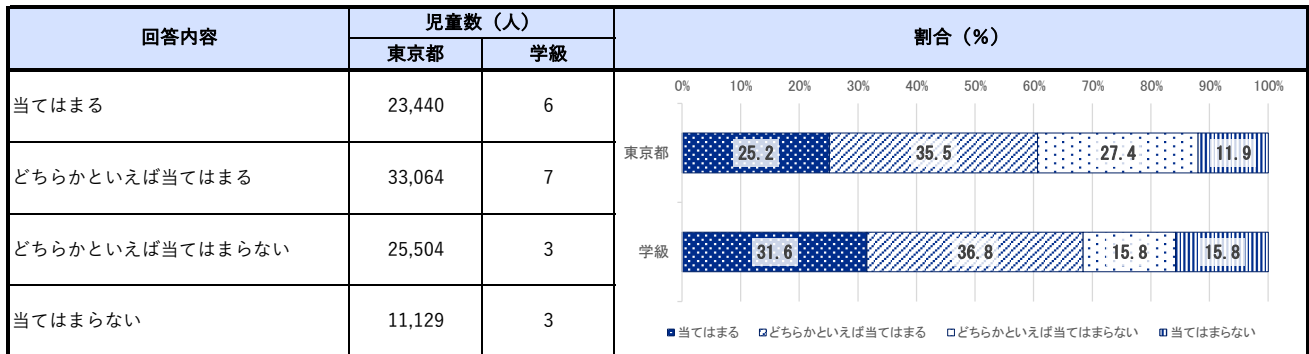 回答内容
児童数（人）
割合（%）
東京都
学級
当てはまる
23,440
6
どちらかといえば当てはまる
33,064
7
どちらかといえば当てはまらない
25,504
3
当てはまらない
11,129
3
0%
10%
20%
30%
40%
50%
60%
70%
80%
90%
100%
東京都
25.2
35.5
27.4
11.9
学級
31.6
36.8
15.8
15.8
当てはまる
どちらかといえば当てはまる
どちらかといえば当てはまらない
当てはまらない